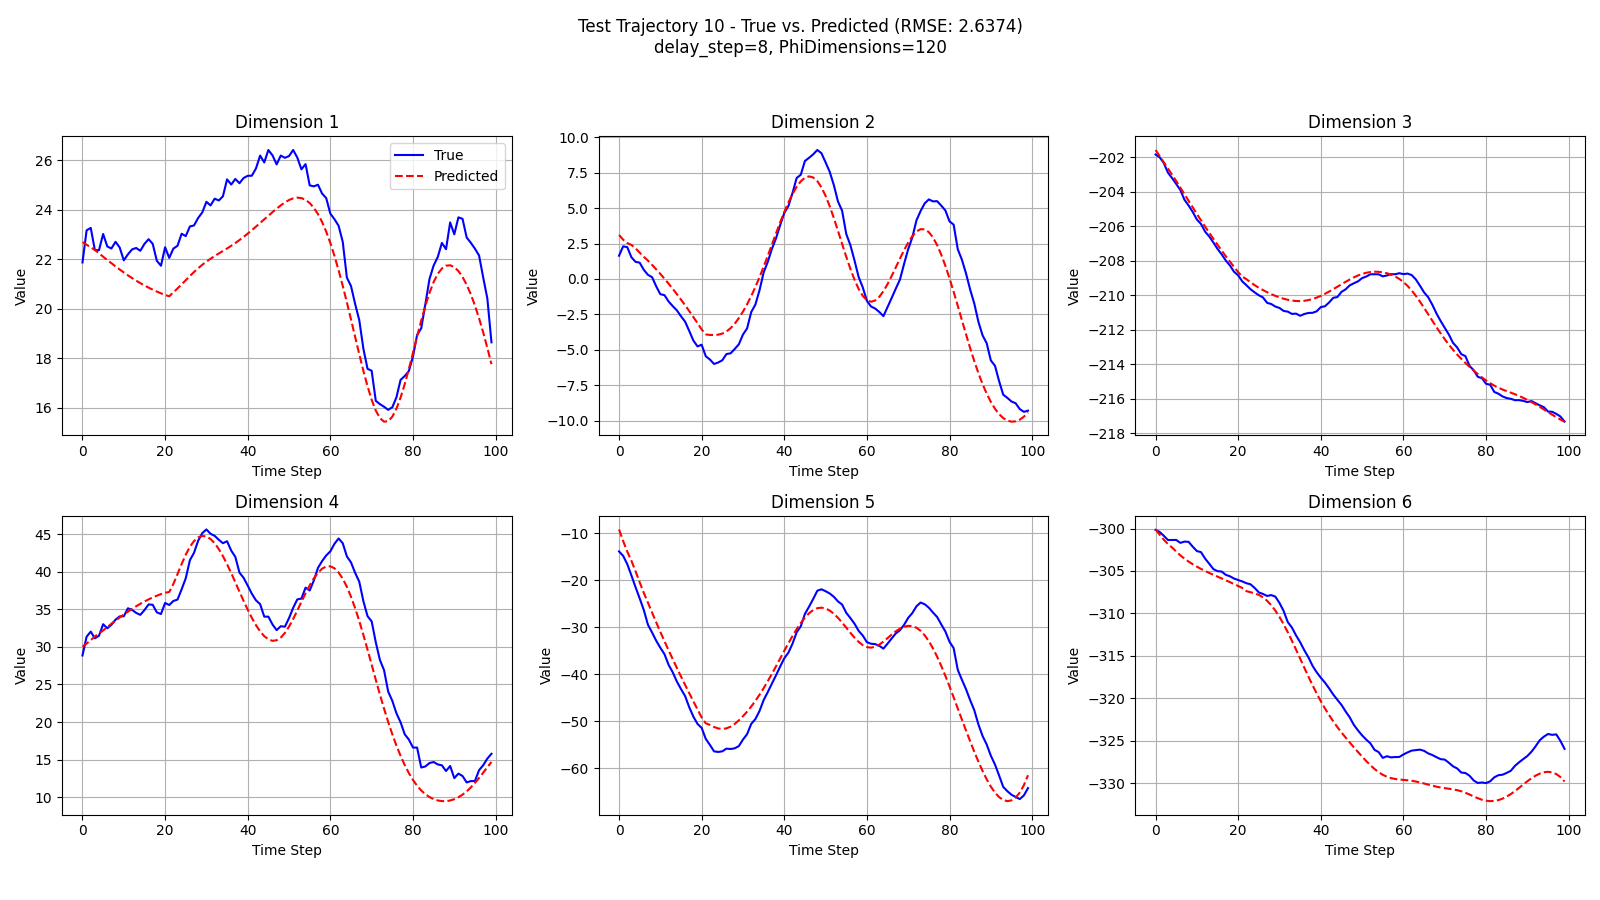 Test Trajectory 10 - True vs. Predicted (RMSE: 2.6374)
delay_step=8, PhiDimensions=120
Dimension 1
True
Predicted
26
24
22
20
18
16
Value
0 20 40 60 80 100
Time Step
Dimension 2
10.0
7.5
5.0
2.5
0.0
−2.5
−5.0
−7.5
−10.0
Value
0 20 40 60 80 100
Time Step
Dimension 3
−202
−204
−206
−208
−210
−212
−214
−216
−218
Value
0 20 40 60 80 100
Time Step
Dimension 4
45
40
35
30
25
20
15
10
Value
0 20 40 60 80 100
Time Step
Dimension 5
−10
−20
−30
−40
−50
−60
Value
0 20 40 60 80 100
Time Step
Dimension 6
−300
−305
−310
−315
−320
−325
−330
Value
0 20 40 60 80 100
Time Step